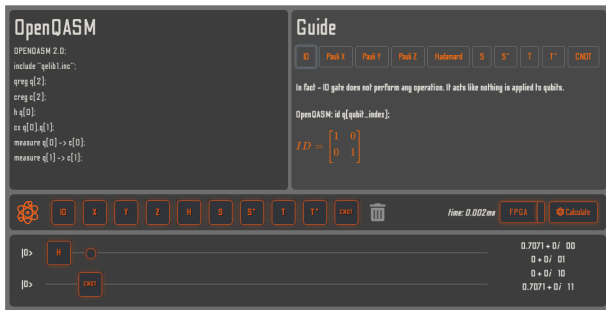 OpenQASM
OPENQASM 2.0;
include "qelib1.inc";
qreg q[2];
creg c[2];
h q[0];
cx q[0],q[1];
measure q[0] -> c[0];
measure q[1] -> c[1];
Guide
ID Pauli X Pauli Y Pauli Z Hadamard S S* T T* CNOT
In fact - ID gate does not perform any operation. It acts like nothing is applied to qubits.
OpenQASM: id q[qubit_index];
ID = [1 0
0 1]
ID X Y Z H S S* T T* CNOT time: 0.002ms FPGA Calculate
|0> H
|0> CNOT
0.7071 + 0i 00
0 + 0i 01
0 + 0i 10
0.7071 + 0i 11